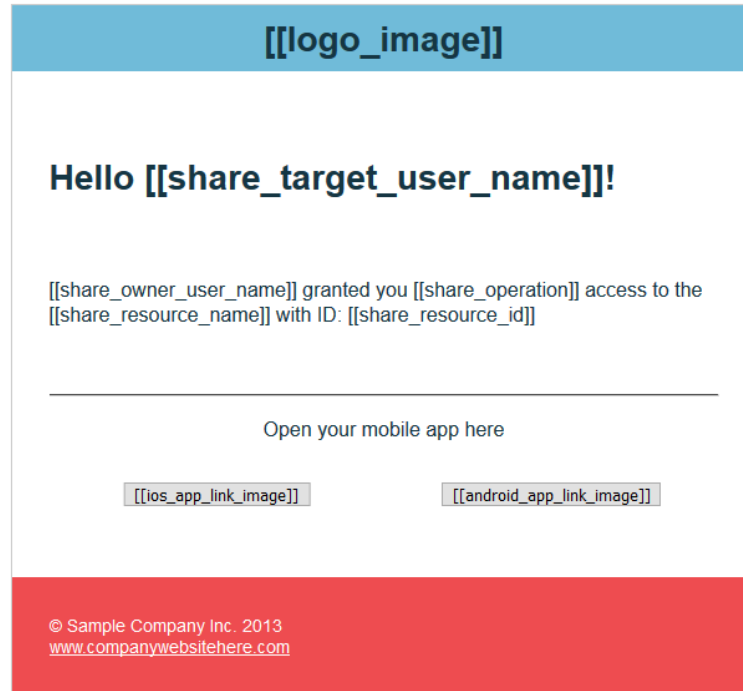 [[logo_image]]
Hello [[share_target_user_name]]!
[[share_owner_user_name]] granted you [[share_operation]] access to the
[[share_resource_name]] with ID: [[share_resource_id]]
Open your mobile app here
[[ios_app_link_image]] [[android_app_link_image]]
© Sample Company Inc. 2013
www.companywebsitehere.com